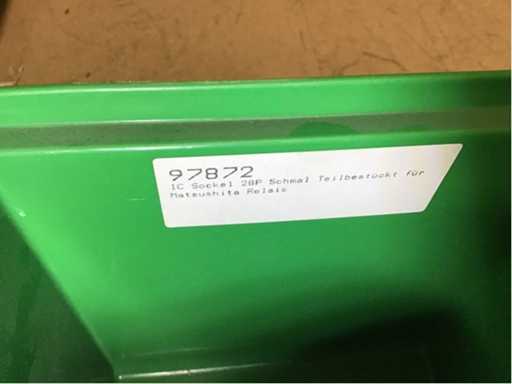 97872
IC Sockel 28P Schmal Teilbestückt für
Matsushita Relais